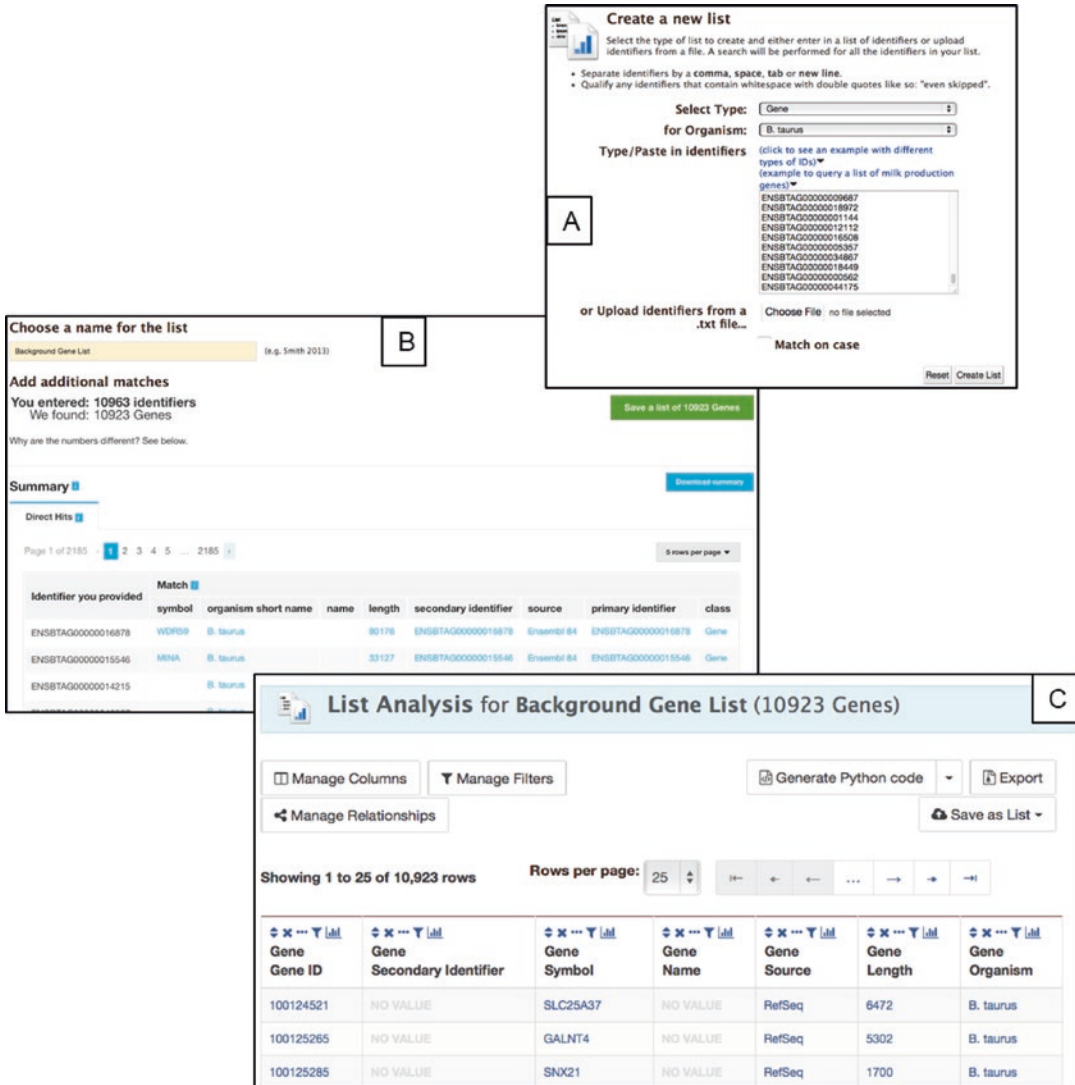 Create a new list
Select the type of list to create and either enter in a list of identifiers or upload
identifiers from a file. A search will be performed for all the identifiers in your list.
• Separate identifiers by a comma, space, tab or new line.
• Qualify any identifiers that contain whitespace with double quotes like so: "even skipped".
Select Type: Gene
for Organism: B. taurus
Type/Paste in identifiers (click to see an example with different
types of IDs)
(example to query a list of milk production
genes)
ENSBTAG00000009687
ENSBTAG00000018972
ENSBTAG00000001144
ENSBTAG00000012112
ENSBTAG00000016508
ENSBTAG00000005357
ENSBTAG00000034867
ENSBTAG00000018449
ENSBTAG00000000562
ENSBTAG00000044175
A
or Upload identifiers from a
.txt file...
Choose File no file selected
Match on case
Reset Create List
Choose a name for the list
B
Background Gene List (e.g. Smith 2013)
Add additional matches
You entered: 10963 identifiers
We found: 10923 Genes
Save a list of 10923 Genes
Why are the numbers different? See below.
Summary
Download summary
Direct Hits
Page 1 of 2185 1 2 3 4 5 ... 2185
5 rows per page
Identifier you provided Match
symbol organism short name name length secondary identifier source primary identifier class
ENSBTAG00000016878 WDR59 B. taurus 80176 ENSBTAG00000016878 Ensembl 84 ENSBTAG00000016878 Gene
ENSBTAG00000015546 MINA B. taurus 33127 ENSBTAG00000015546 Ensembl 84 ENSBTAG00000015546 Gene
ENSBTAG00000014215 B. taurus
List Analysis for Background Gene List (10923 Genes)
C
Manage Columns Manage Filters Generate Python code Export
Manage Relationships Save as List
Showing 1 to 25 of 10,923 rows Rows per page: 25
Gene Gene Gene Gene Gene Gene Gene
Gene ID Secondary Identifier Symbol Name Source Length Organism
100124521 NO VALUE SLC25A37 NO VALUE RefSeq 6472 B. taurus
100125265 NO VALUE GALNT4 NO VALUE RefSeq 5302 B. taurus
100125285 NO VALUE SNX21 NO VALUE RefSeq 1700 B. taurus